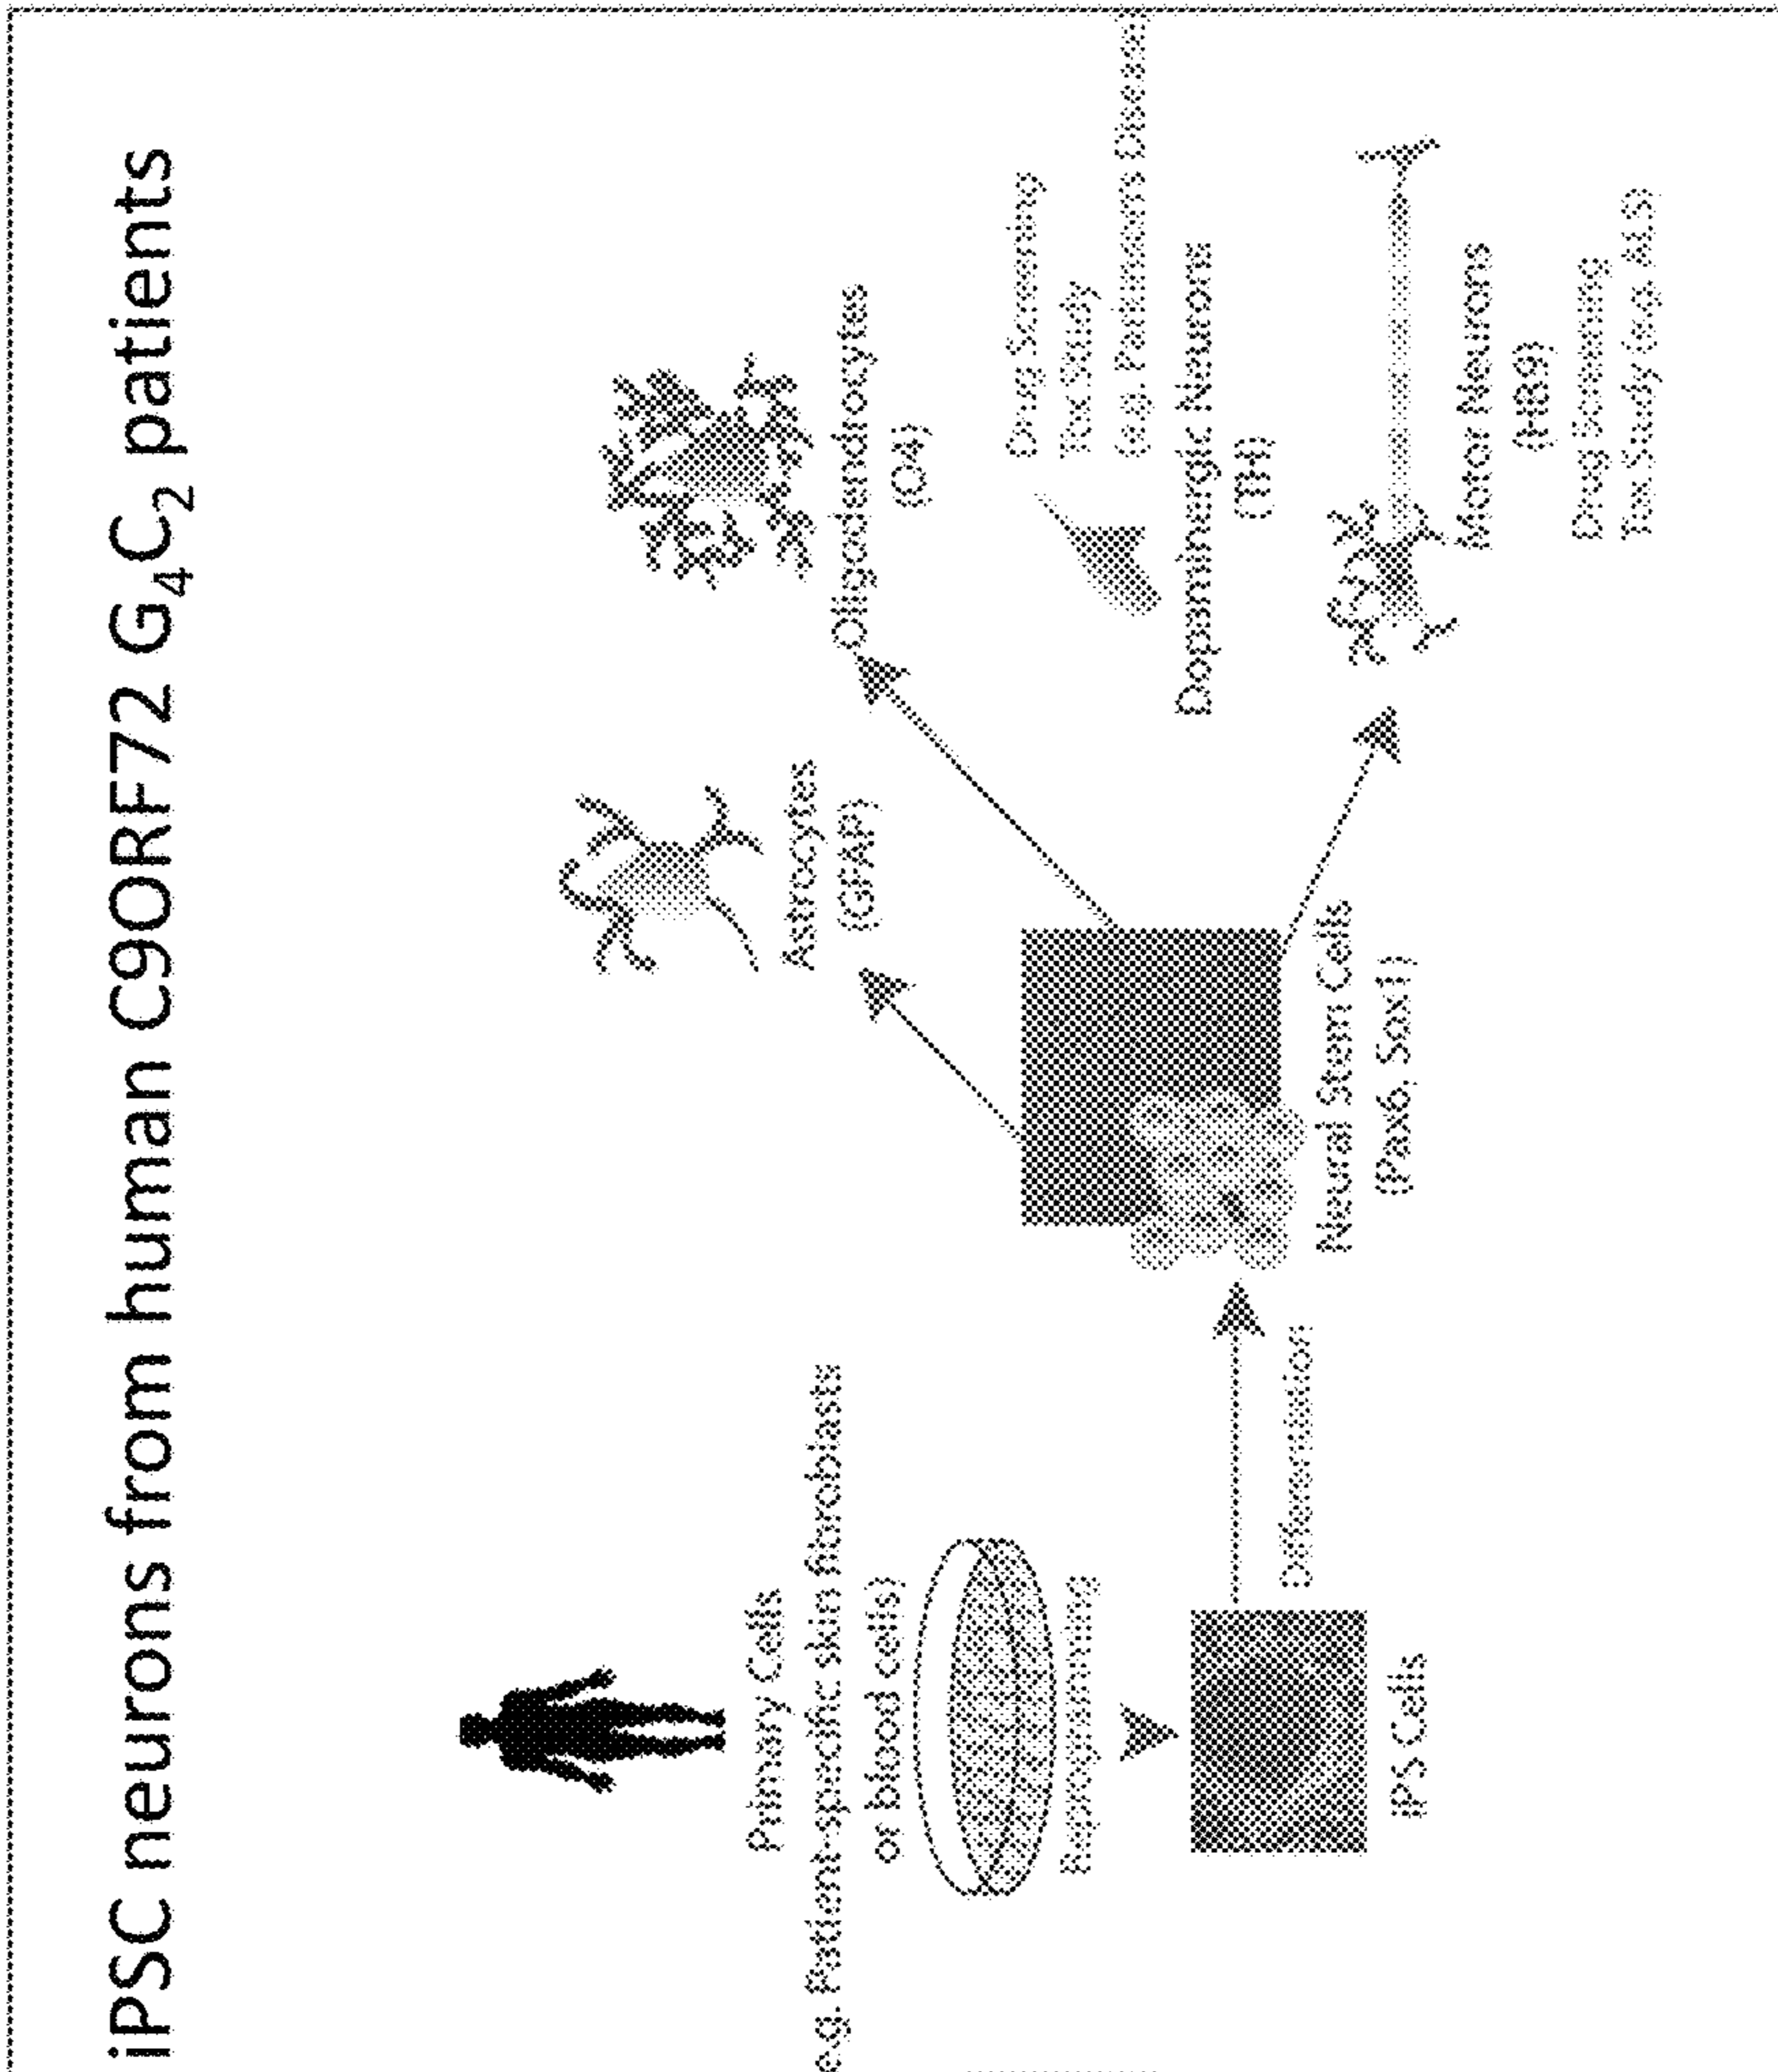 iPSC neurons from human C9ORF72 G₄C₂ patients
Primary Cells
e.g. Patient-specific skin fibroblasts
or blood cells)
Reprogramming
iPS Cells
Differentiation
Neural Stem Cells
(Pax6, Sox1)
Astrocytes
(GFAP)
Oligodendrocytes
(O4)
Drug Screening
Tox Study
(e.g. Parkinsons Disease)
Dopaminergic Neurons
(TH)
Motor Neurons
(HB9)
Drug Screening
Tox Study (e.g. ALS)